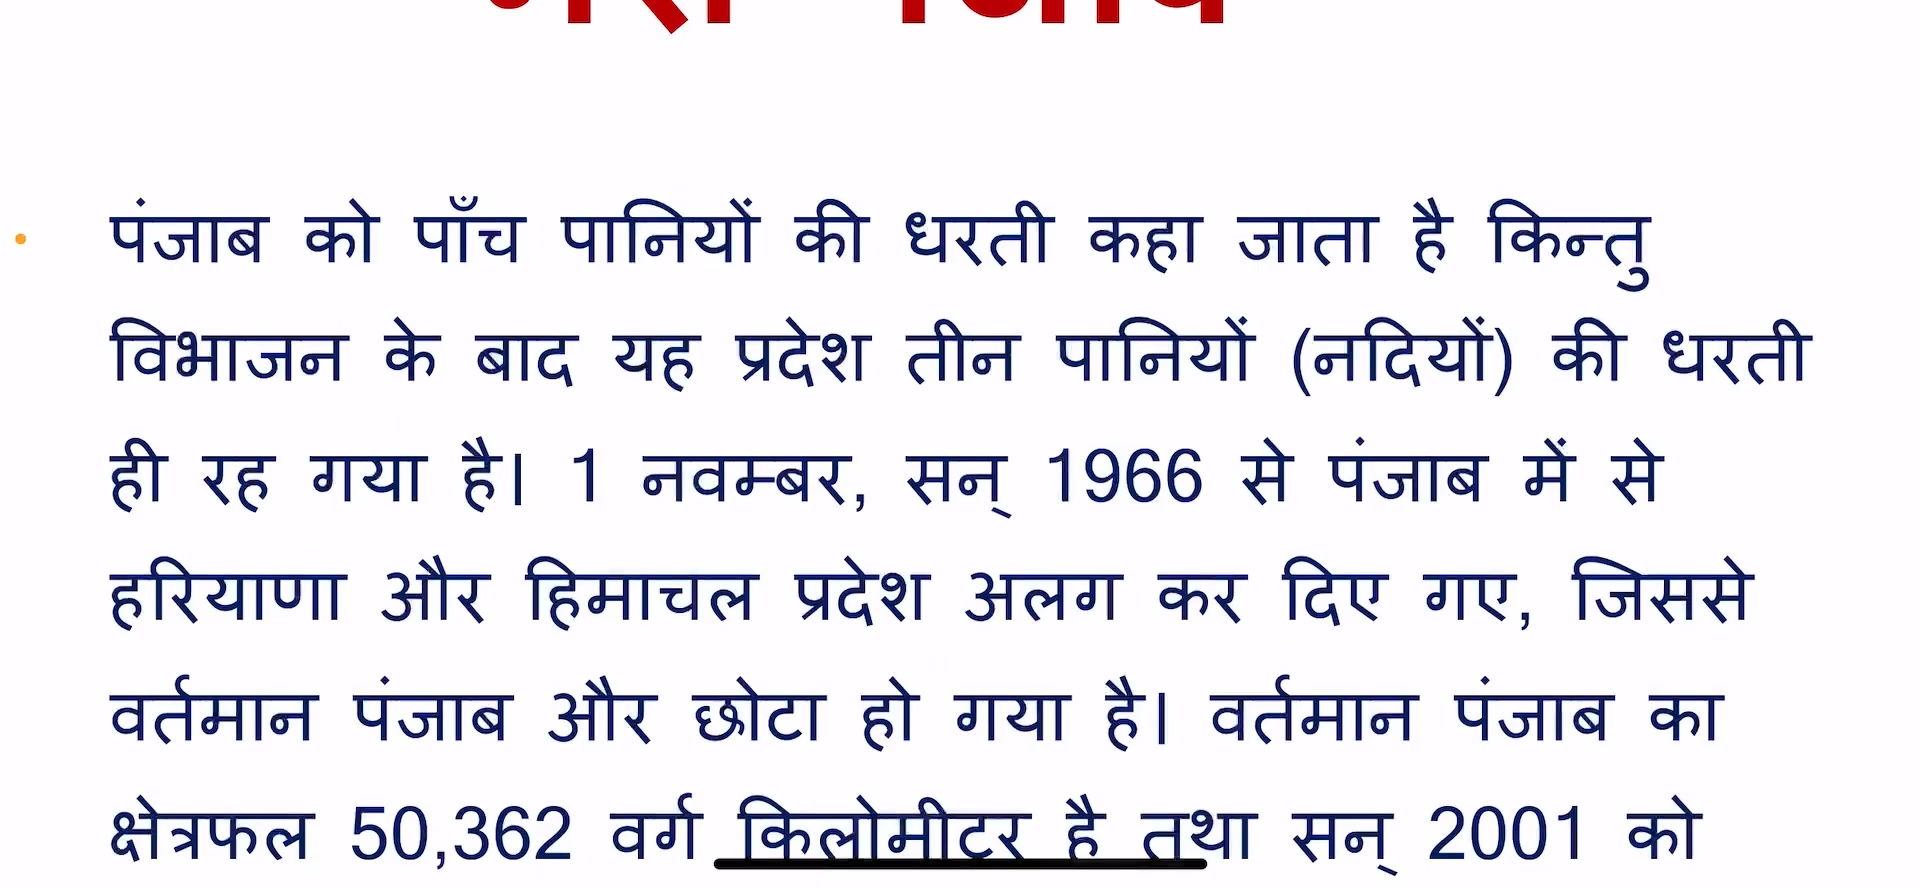 पंजाब को पाँच पानियों की धरती कहा जाता है किन्तु
विभाजन के बाद यह प्रदेश तीन पानियों (नदियों) की धरती
ही रह गया है। 1 नवम्बर, सन् 1966 से पंजाब में से
हरियाणा और हिमाचल प्रदेश अलग कर दिए गए, जिससे
वर्तमान पंजाब और छोटा हो गया है। वर्तमान पंजाब का
क्षेत्रफल 50,362 वर्ग किलोमीटर है तथा सन् 2001 को